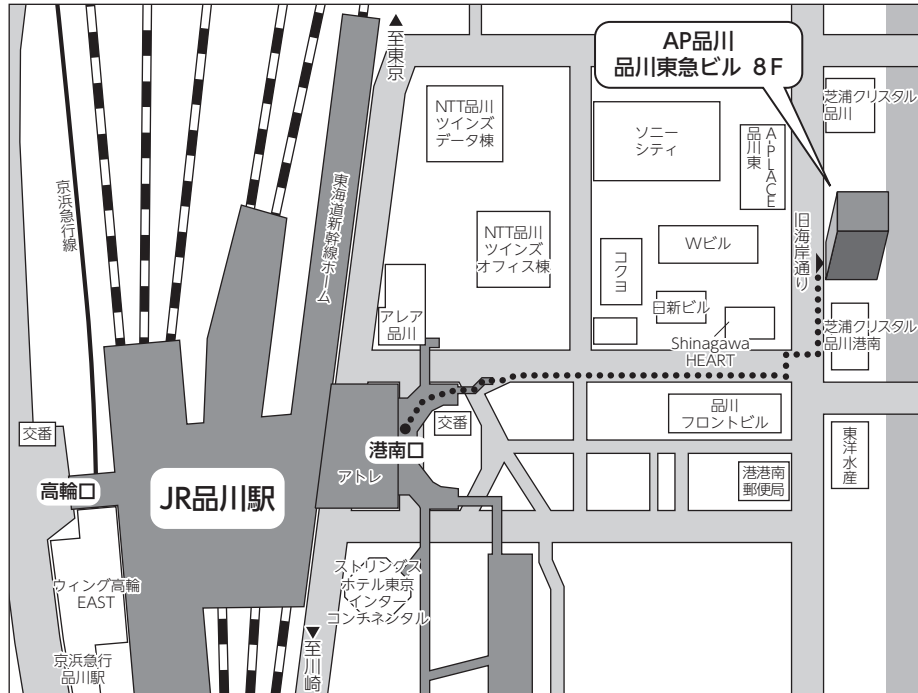 AP品川
品川東急ビル 8F
▲至東京
NTT品川
ツインズ
データ棟
ソニー
シティ
A-PLACE
品川東
芝浦クリスタル
品川
京浜急行線
東海道新幹線ホーム
NTT品川
ツインズ
オフィス棟
コクヨ
Wビル
旧海岸通り
日新ビル
アレア
品川
Shinagawa
HEART
芝浦クリスタル
品川港南
交番
交番
品川
フロントビル
港南口
東洋水産
アトレ
高輪口
JR品川駅
港港南
郵便局
ウィング高輪
EAST
ストリングス
ホテル東京
インター
コンチネンタル
京浜急行
品川駅
▼至川崎